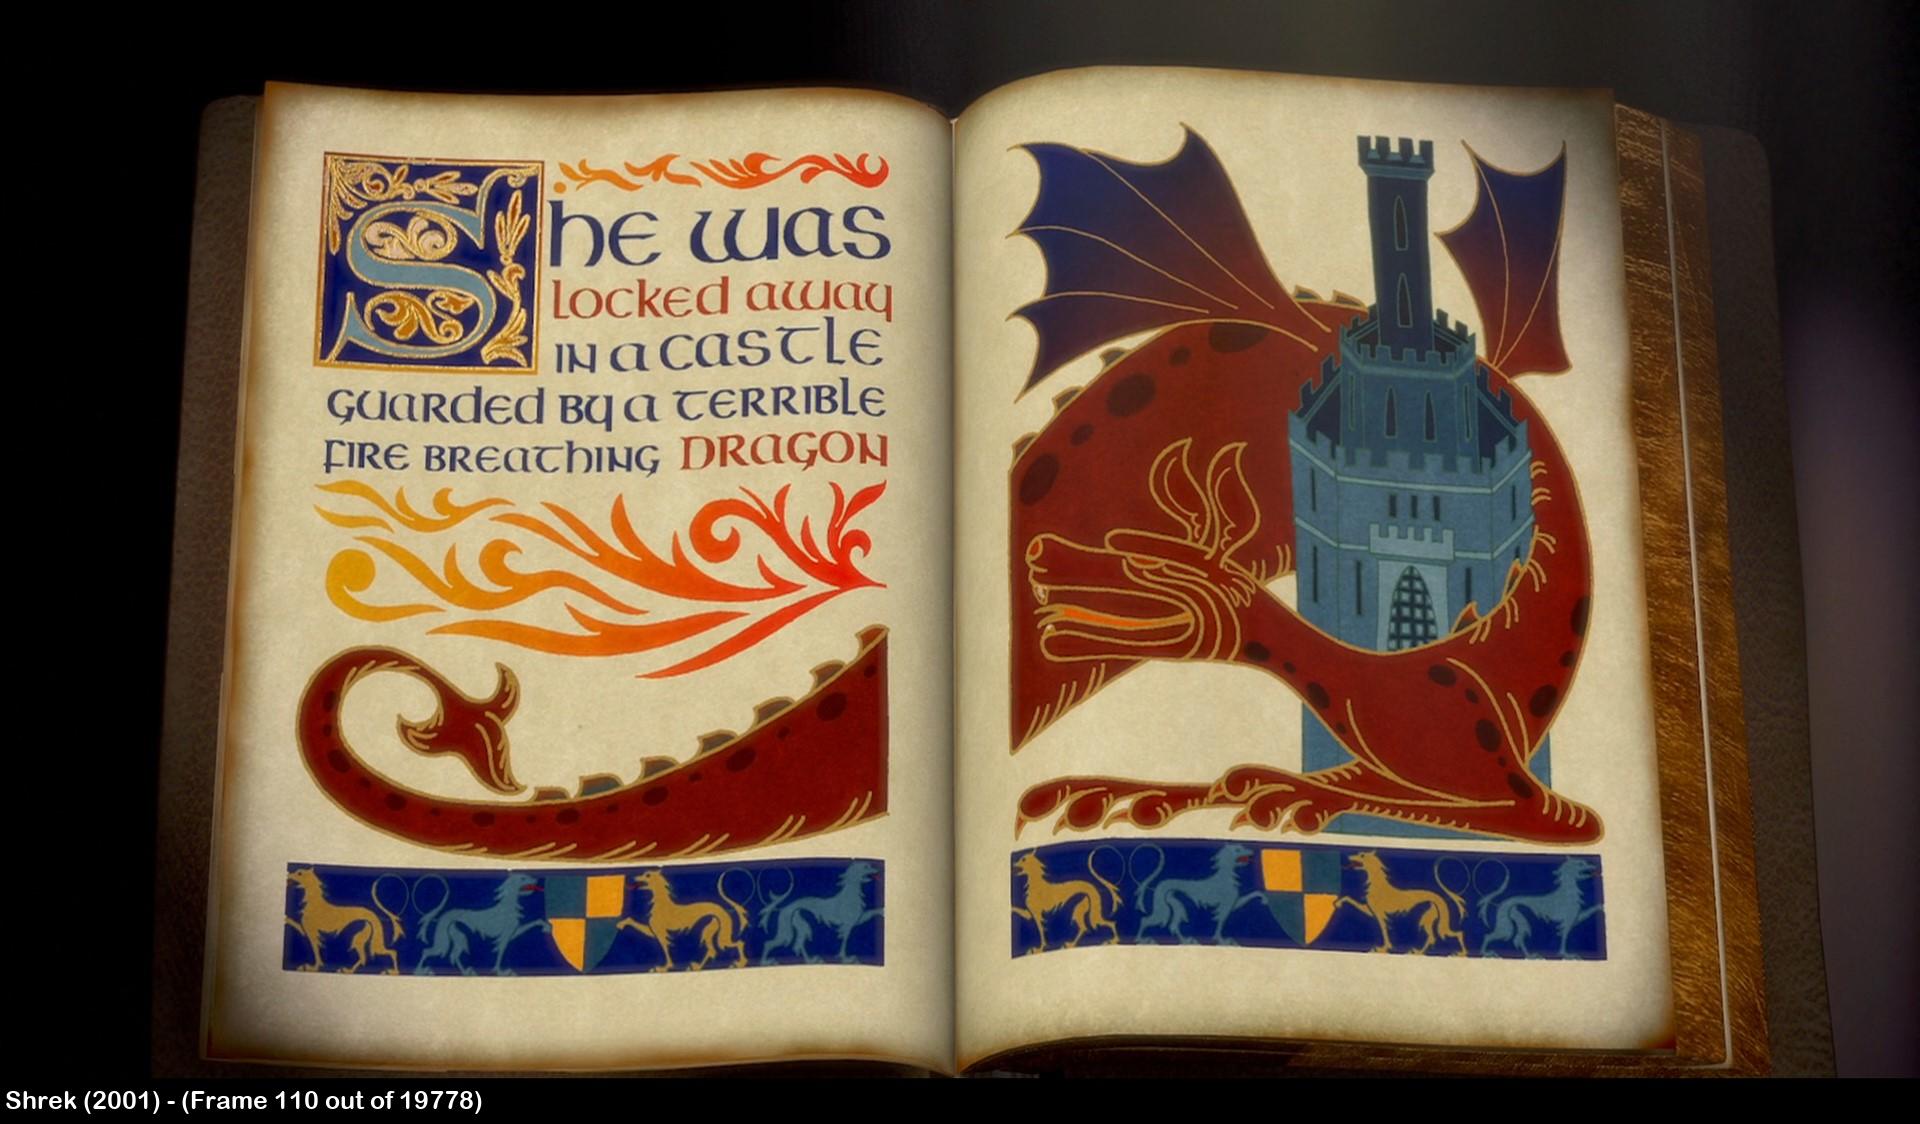 She was
locked away
in a castle
guarded by a terrible
fire breathing dragon
Shrek (2001) - (Frame 110 out of 19778)